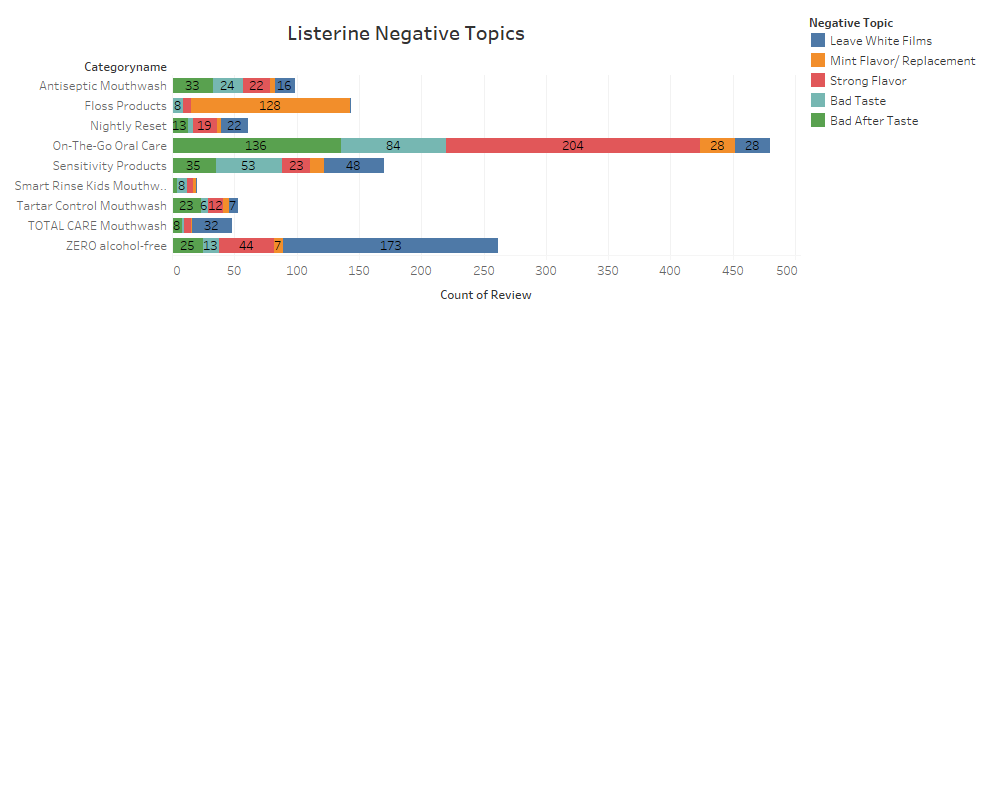 Listerine Negative Topics
Negative Topic
Leave White Films
Mint Flavor/ Replacement
Strong Flavor
Bad Taste
Bad After Taste
Categoryname
Antiseptic Mouthwash 33 24 22 16
Floss Products 8 128
Nightly Reset 13 19 22
On-The-Go Oral Care 136 84 204 28 28
Sensitivity Products 35 53 23 48
Smart Rinse Kids Mouthw.. 8
Tartar Control Mouthwash 23 6 12 7
TOTAL CARE Mouthwash 8 32
ZERO alcohol-free 25 13 44 7 173
0 50 100 150 200 250 300 350 400 450 500
Count of Review